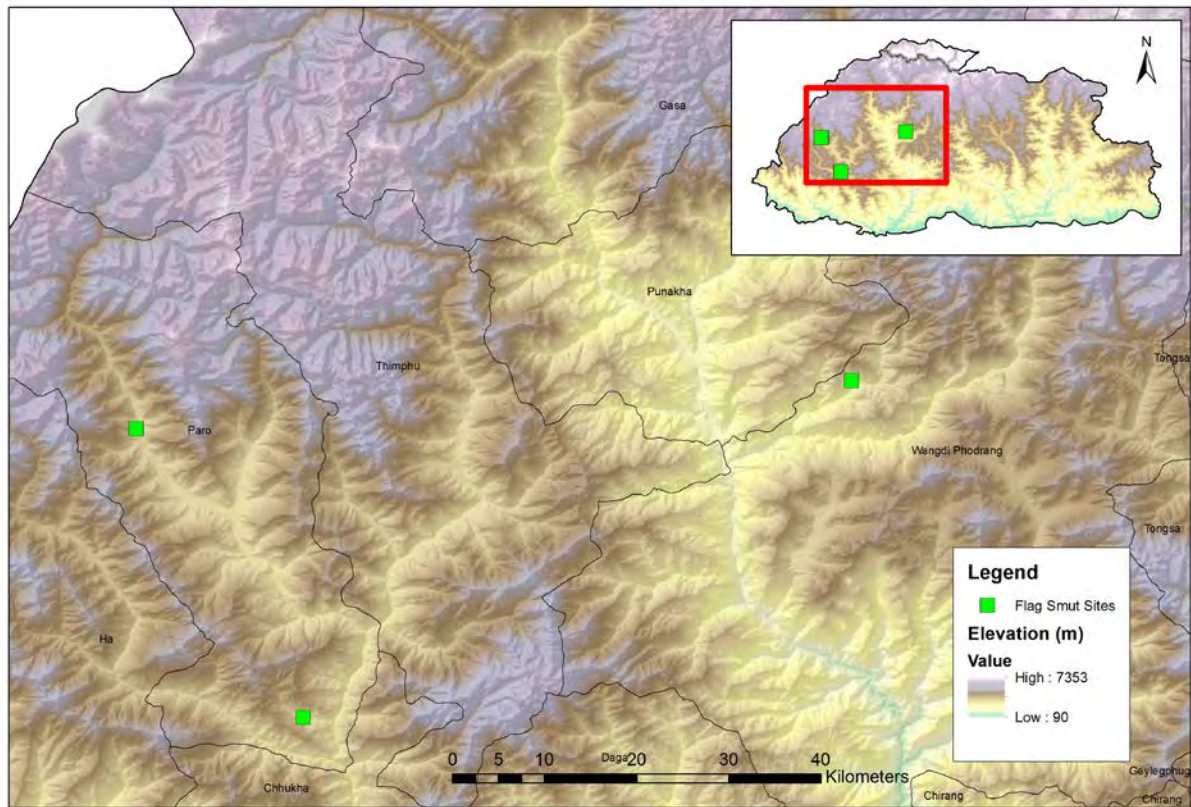 N
Gasa
Punakha
Thimphu
Tongsa
Paro
Wangdi Phodrang
Tongsa
Legend
Flag Smut Sites
Elevation (m)
Value
High : 7353
Low : 90
Ha
Daga
0 5 10 20 30 40
Kilometers
Chhukha
Chirang
Geylegphug
Chirang